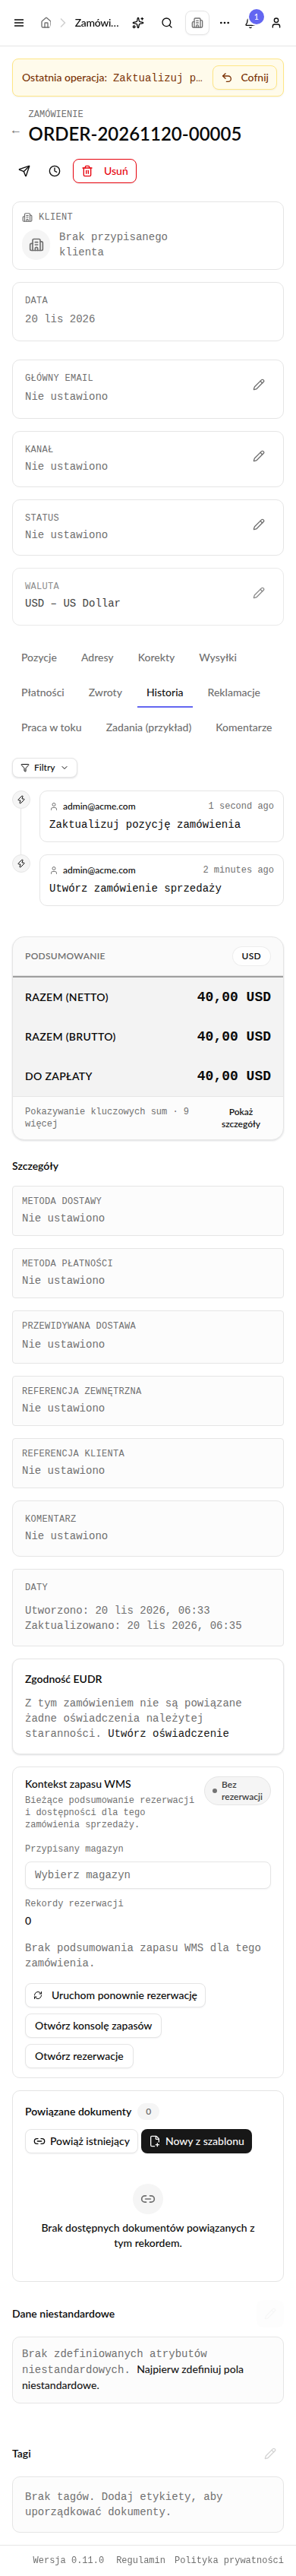 Zamówi...
1
Ostatnia operacja: Zaktualizuj p…
Cofnij
ZAMÓWIENIE
← ORDER-20261120-00005
Usuń
KLIENT
Brak przypisanego
klienta
DATA
20 lis 2026
GŁÓWNY EMAIL
Nie ustawiono
KANAŁ
Nie ustawiono
STATUS
Nie ustawiono
WALUTA
USD – US Dollar
Pozycje Adresy Korekty Wysyłki
Płatności Zwroty Historia Reklamacje
Praca w toku Zadania (przykład) Komentarze
Filtry
admin@acme.com 1 second ago
Zaktualizuj pozycję zamówienia
admin@acme.com 2 minutes ago
Utwórz zamówienie sprzedaży
PODSUMOWANIE USD
RAZEM (NETTO) 40,00 USD
RAZEM (BRUTTO) 40,00 USD
DO ZAPŁATY 40,00 USD
Pokazywanie kluczowych sum · 9
więcej
Pokaż
szczegóły
Szczegóły
METODA DOSTAWY
Nie ustawiono
METODA PŁATNOŚCI
Nie ustawiono
PRZEWIDYWANA DOSTAWA
Nie ustawiono
REFERENCJA ZEWNĘTRZNA
Nie ustawiono
REFERENCJA KLIENTA
Nie ustawiono
KOMENTARZ
Nie ustawiono
DATY
Utworzono: 20 lis 2026, 06:33
Zaktualizowano: 20 lis 2026, 06:35
Zgodność EUDR
Z tym zamówieniem nie są powiązane
żadne oświadczenia należytej
staranności. Utwórz oświadczenie
Kontekst zapasu WMS
Bieżące podsumowanie rezerwacji
i dostępności dla tego
zamówienia sprzedaży.
Bez
rezerwacji
Przypisany magazyn
Wybierz magazyn
Rekordy rezerwacji
0
Brak podsumowania zapasu WMS dla tego
zamówienia.
Uruchom ponownie rezerwację
Otwórz konsolę zapasów
Otwórz rezerwacje
Powiązane dokumenty 0
Powiąż istniejący
Nowy z szablonu
Brak dostępnych dokumentów powiązanych z
tym rekordem.
Dane niestandardowe
Brak zdefiniowanych atrybutów
niestandardowych. Najpierw zdefiniuj pola
niestandardowe.
Tagi
Brak tagów. Dodaj etykiety, aby
uporządkować dokumenty.
Wersja 0.11.0 Regulamin Polityka prywatności